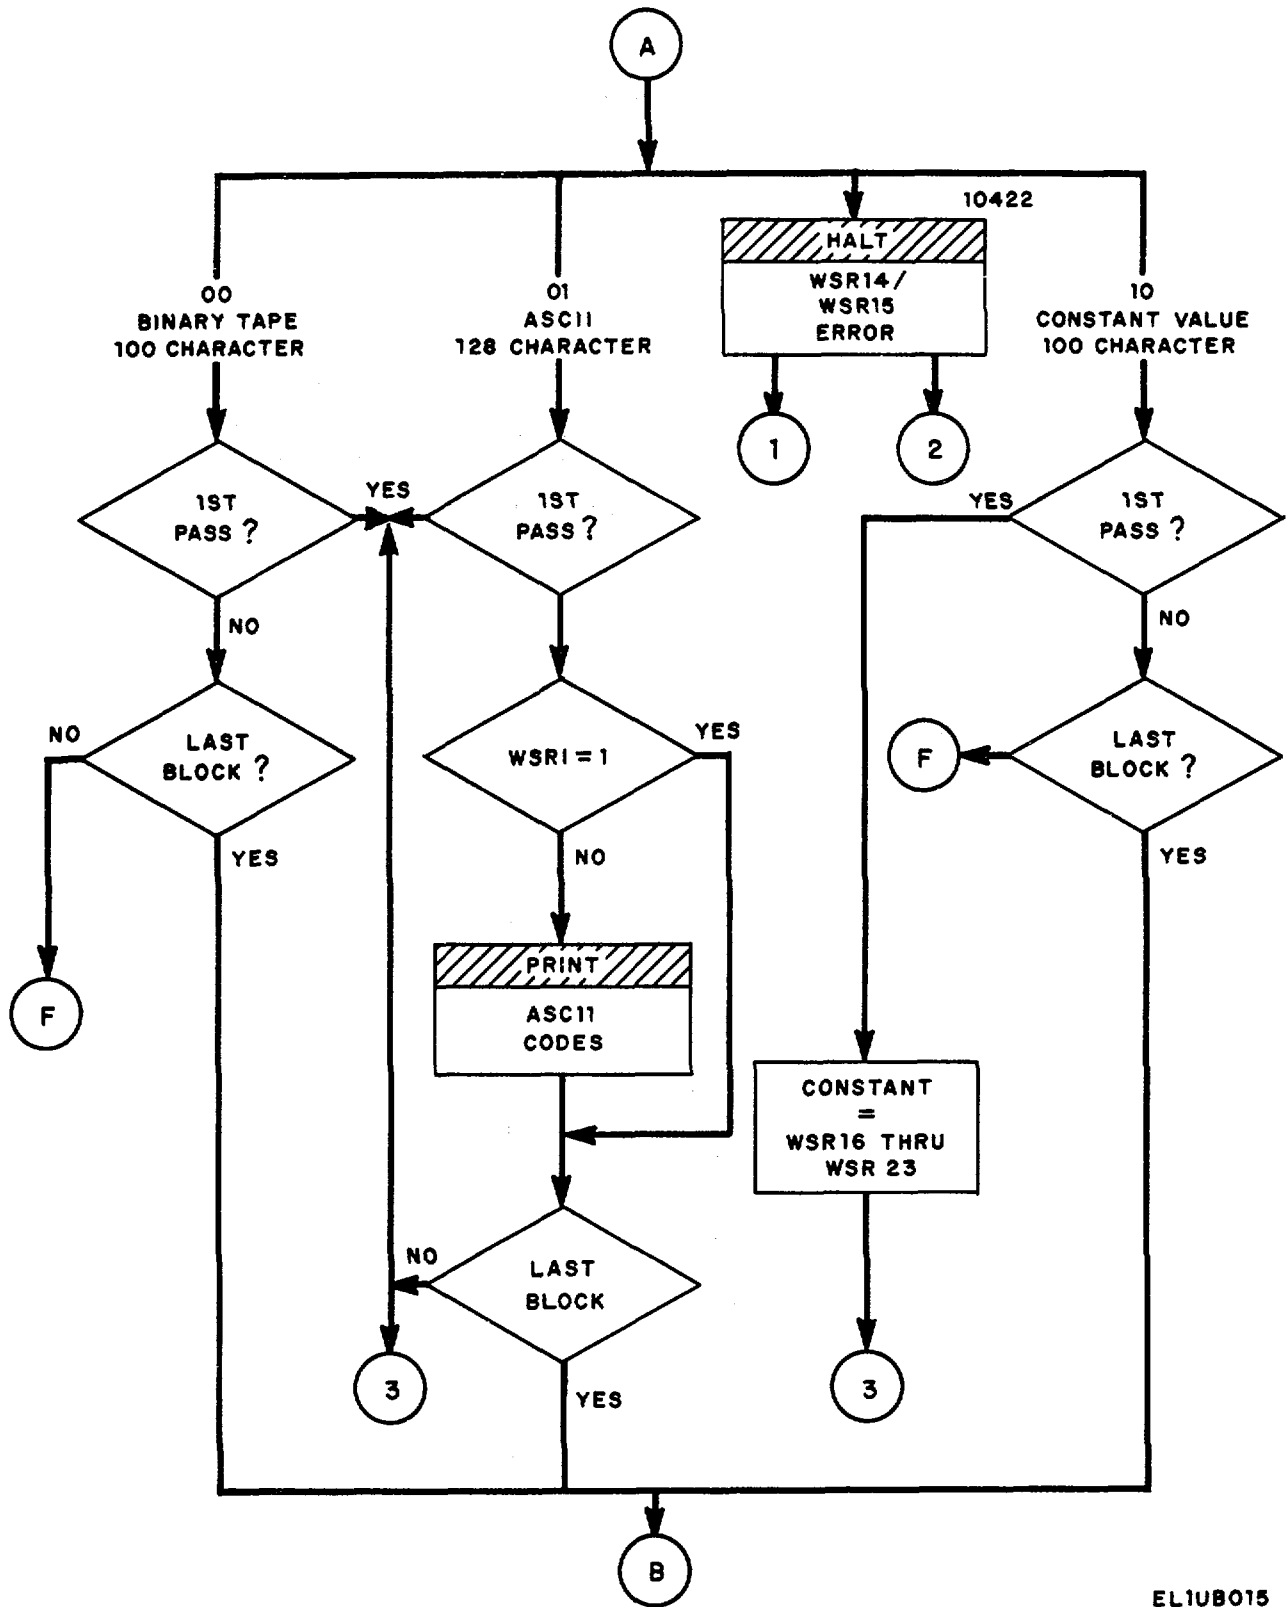 A
10422
HALT
WSR14/
WSR15
ERROR
00
BINARY TAPE
100 CHARACTER
01
ASCII
128 CHARACTER
10
CONSTANT VALUE
100 CHARACTER
1
2
1ST
PASS?
YES
1ST
PASS?
YES
1ST
PASS?
NO
NO
NO
LAST
BLOCK?
YES
WSR1=1
YES
NO
F
LAST
BLOCK?
YES
F
PRINT
ASCII
CODES
CONSTANT
=
WSR16 THRU
WSR 23
NO
LAST
BLOCK
YES
3
3
B
EL1UB015